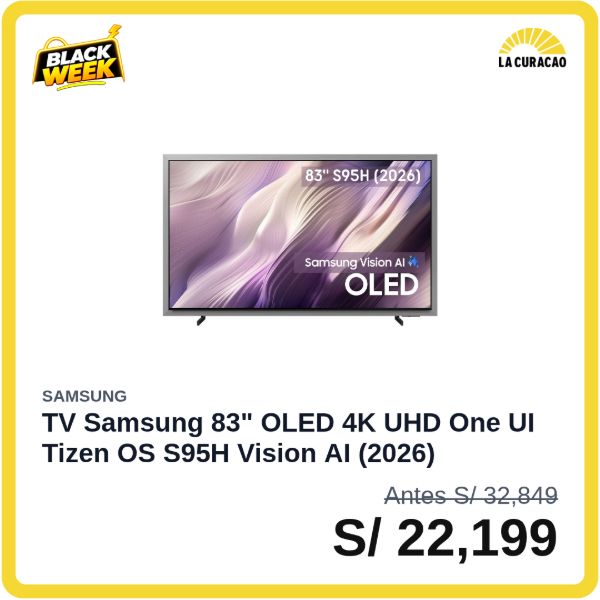 BLACK
WEEK
LA CURACAO
83" S95H (2026)
Samsung Vision AI
OLED
SAMSUNG
TV Samsung 83" OLED 4K UHD One UI
Tizen OS S95H Vision AI (2026)
Antes S/ 32,849
S/ 22,199